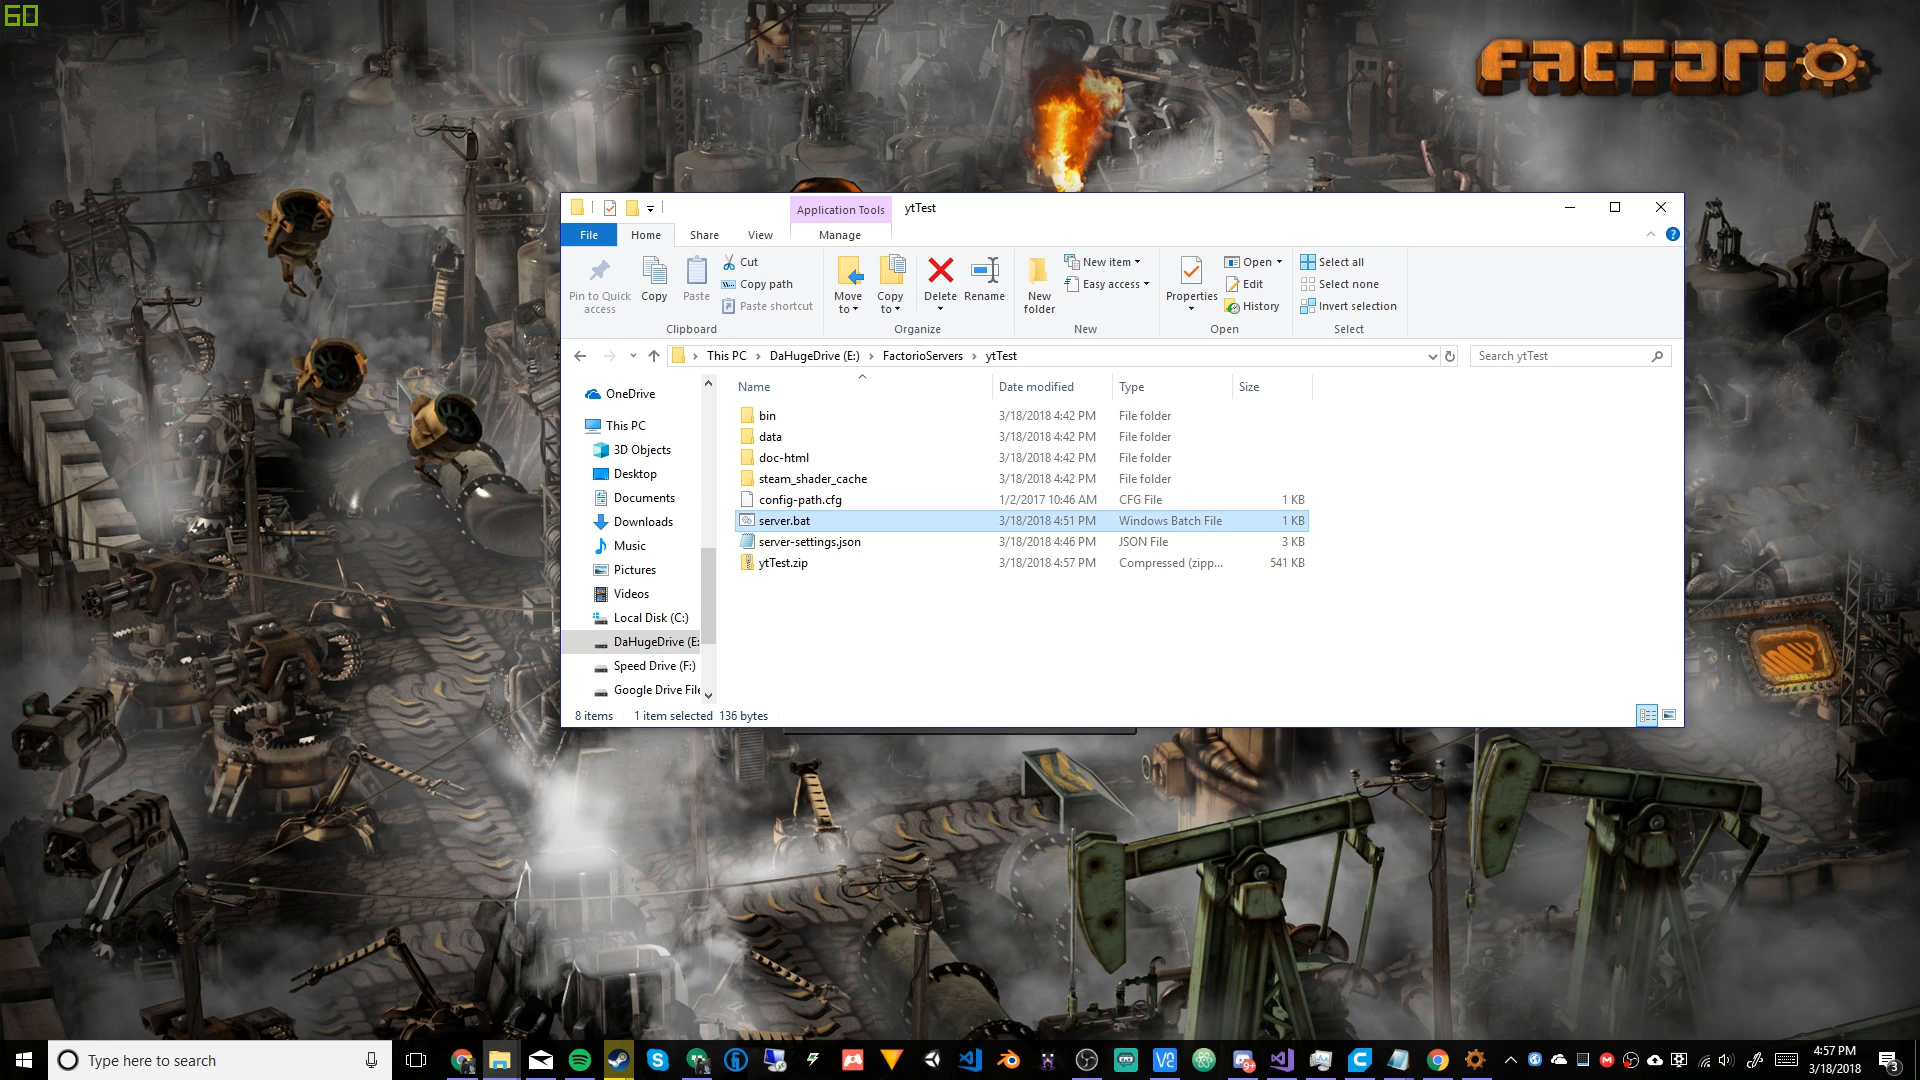 60
FACTORIO
Application Tools
ytTest
File
Home
Share
View
Manage
Pin to Quick access
Copy
Paste
Cut
Copy path
Paste shortcut
Clipboard
Move to
Copy to
Delete
Rename
Organize
New folder
New item
Easy access
New
Properties
Open
Edit
History
Open
Select all
Select none
Invert selection
Select
This PC > DaHugeDrive (E:) > FactorioServers > ytTest
Search ytTest
OneDrive
This PC
3D Objects
Desktop
Documents
Downloads
Music
Pictures
Videos
Local Disk (C:)
DaHugeDrive (E:
Speed Drive (F:)
Google Drive File
Name Date modified Type Size
bin 3/18/2018 4:42 PM File folder
data 3/18/2018 4:42 PM File folder
doc-html 3/18/2018 4:42 PM File folder
steam_shader_cache 3/18/2018 4:42 PM File folder
config-path.cfg 1/2/2017 10:46 AM CFG File 1 KB
server.bat 3/18/2018 4:51 PM Windows Batch File 1 KB
server-settings.json 3/18/2018 4:46 PM JSON File 3 KB
ytTest.zip 3/18/2018 4:57 PM Compressed (zipp... 541 KB
8 items 1 item selected 136 bytes
Type here to search
4:57 PM
3/18/2018
3